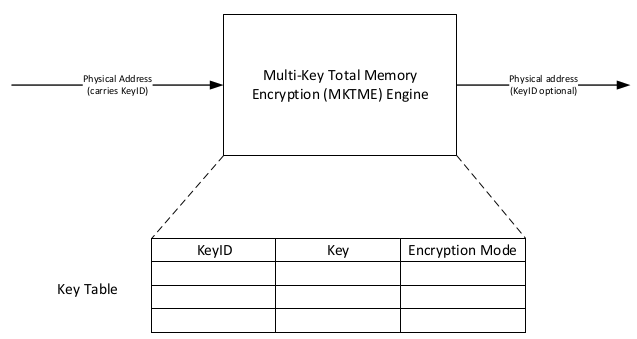 Physical Address
(carries KeyID)
Multi-Key Total Memory
Encryption (MKTME) Engine
Physical address
(KeyID optional)
KeyID Key Encryption Mode
Key Table